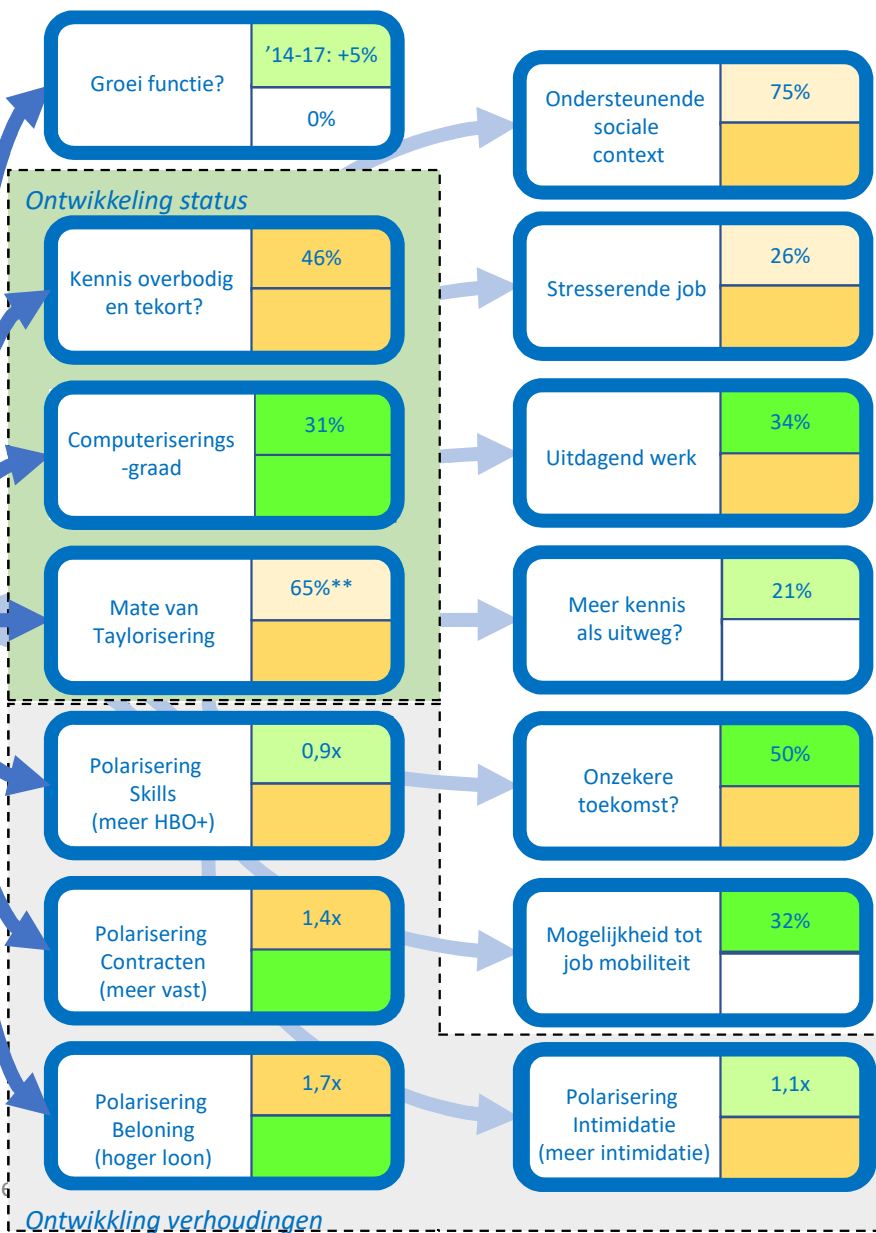 Groei functie?
’14-17: +5%
0%
Ontwikkeling status
Kennis overbodig
en tekort?
46%
Computiserings
-graad
31%
Mate van
Taylorisering
65%**
Polarisering
Skills
(meer HBO+)
0,9x
Polarisering
Contracten
(meer vast)
1,4x
Polarisering
Beloning
(hoger loon)
1,7x
Ontwikkling verhoudingen
Ondersteunende
sociale
context
75%
Stresserende job
26%
Uitdagend werk
34%
Meer kennis
als uitweg?
21%
Onzekere
toekomst?
50%
Mogelijkheid tot
job mobiliteit
32%
Polarisering
Intimidatie
(meer intimidatie)
1,1x